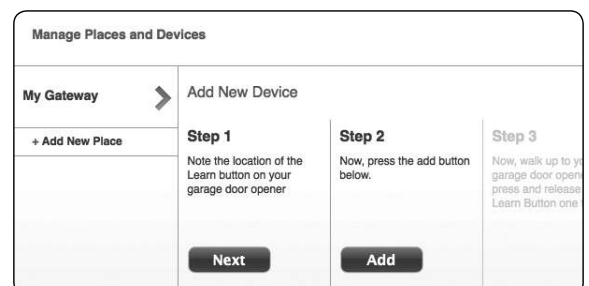 Manage Places and Devices
My Gateway
+ Add New Place
Add New Device
Step 1
Note the location of the
Learn button on your
garage door opener
Next
Step 2
Now, press the add button
below.
Add
Step 3
Now, walk up to
garage door
press and release
Learn Button one